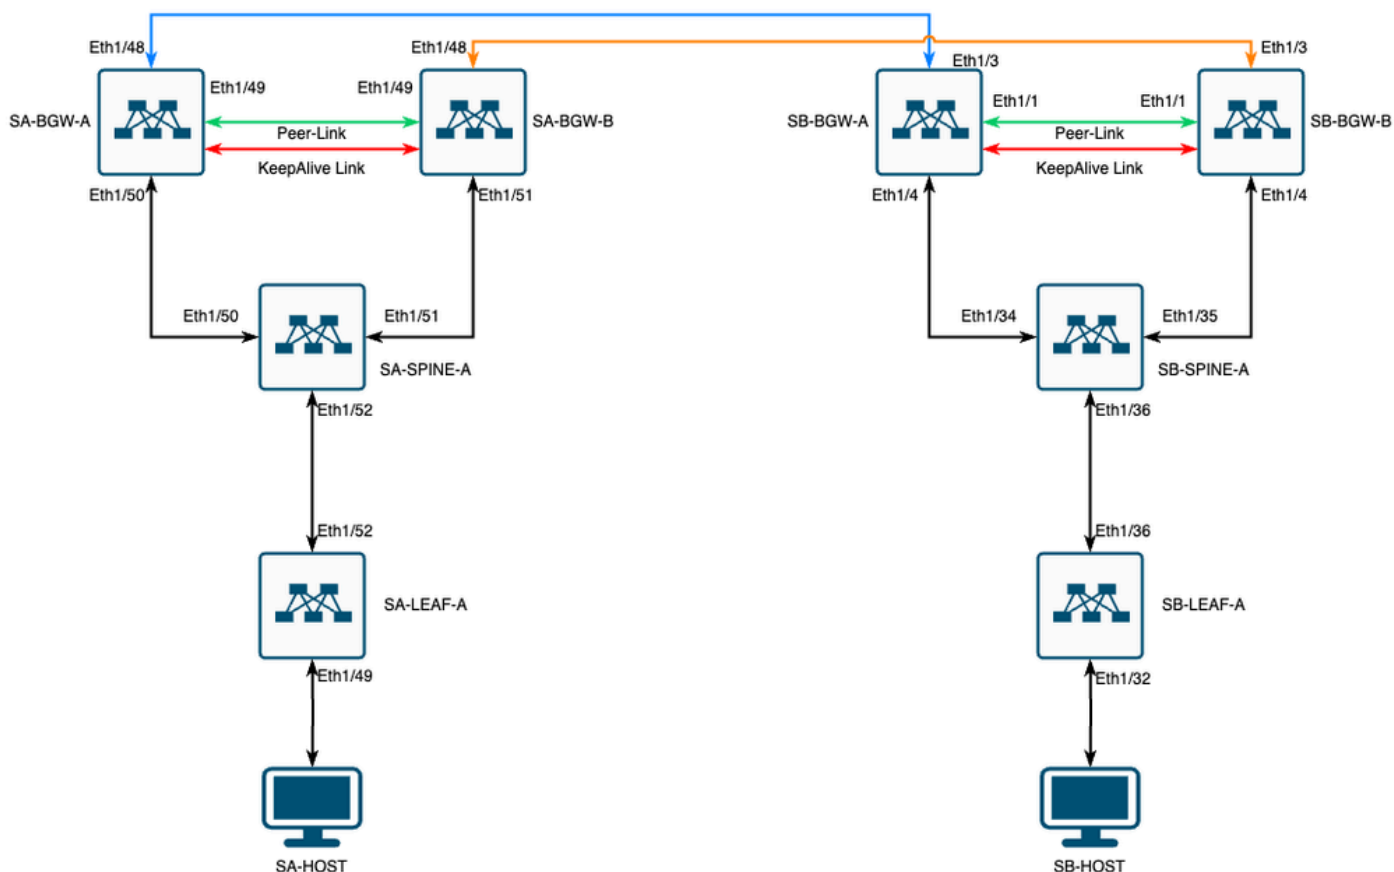 Eth1/48
Eth1/48
Eth1/3
Eth1/3
Eth1/49
Eth1/49
Eth1/1
Eth1/1
SA-BGW-A
SA-BGW-B
SB-BGW-A
SB-BGW-B
Peer-Link
Peer-Link
KeepAlive Link
KeepAlive Link
Eth1/50
Eth1/51
Eth1/4
Eth1/4
Eth1/50
Eth1/51
Eth1/34
Eth1/35
SA-SPINE-A
SB-SPINE-A
Eth1/52
Eth1/36
Eth1/52
Eth1/36
SA-LEAF-A
SB-LEAF-A
Eth1/49
Eth1/32
SA-HOST
SB-HOST